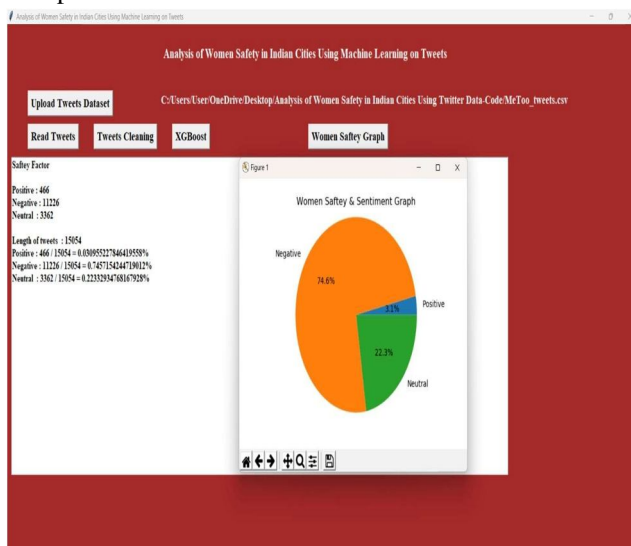 Analysis of Women Safety in Indian Cities Using Machine Learning on Tweets
Analysis of Women Safety in Indian Cities Using Machine Learning on Tweets
Upload Tweets Dataset
C:/Users/User/OneDrive/Desktop/Analysis of Women Safety in Indian Cities Using Twitter Data-Code/MeToo_tweets.csv
Read Tweets
Tweets Cleaning
XGBoost
Women Saftey Graph
Saftey Factor
Positive : 466
Negative : 11226
Neutral : 3362
Length of tweets : 15054
Positive : 466 / 15054 = 0.030955227846419558%
Negative : 11226 / 15054 = 0.7457154244719012%
Neutral : 3362 / 15054 = 0.22332934768167928%
Figure 1
Women Saftey & Sentiment Graph
Negative
74.6%
Positive
3.1%
22.3%
Neutral